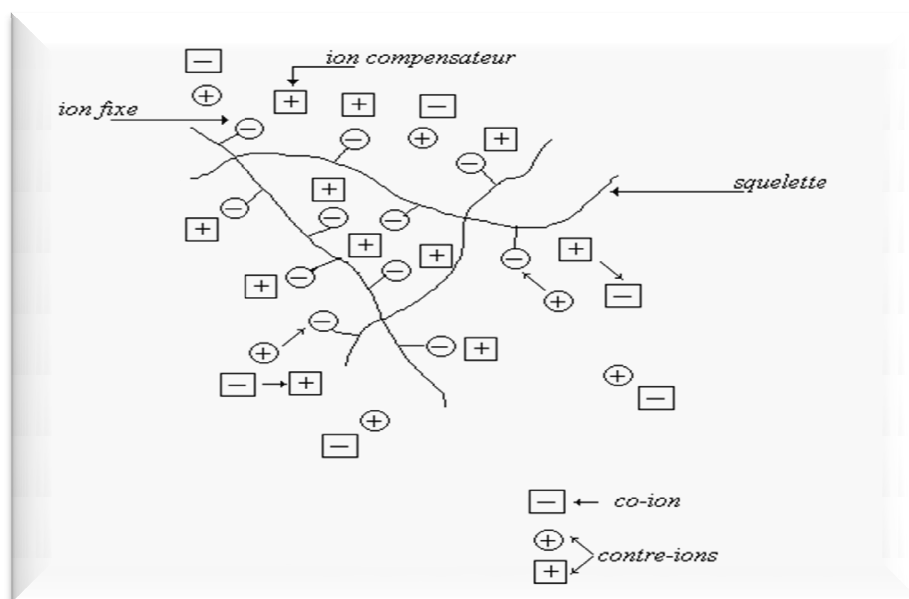 ion compensateur
ion fixe
squelette
co-ion
contre-ions